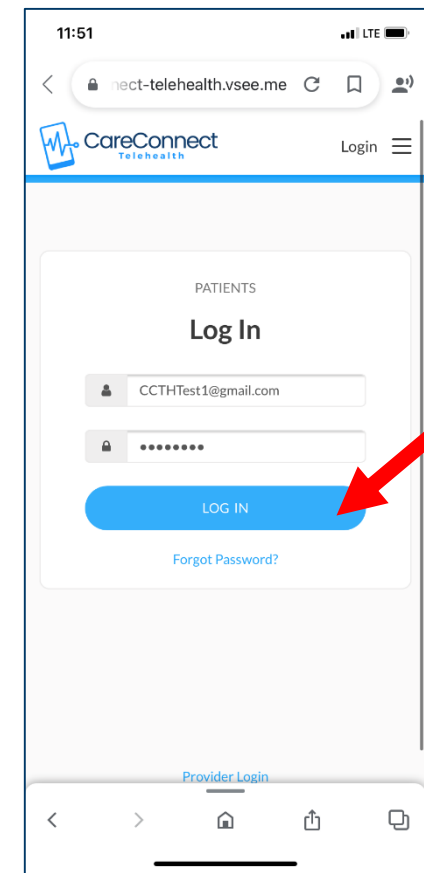 11:51 LTE
nect-telehealth.vsee.me
CareConnect
Telehealth
Login
PATIENTS
Log In
CCTHTest1@gmail.com
••••••••
LOG IN
Forgot Password?
Provider Login